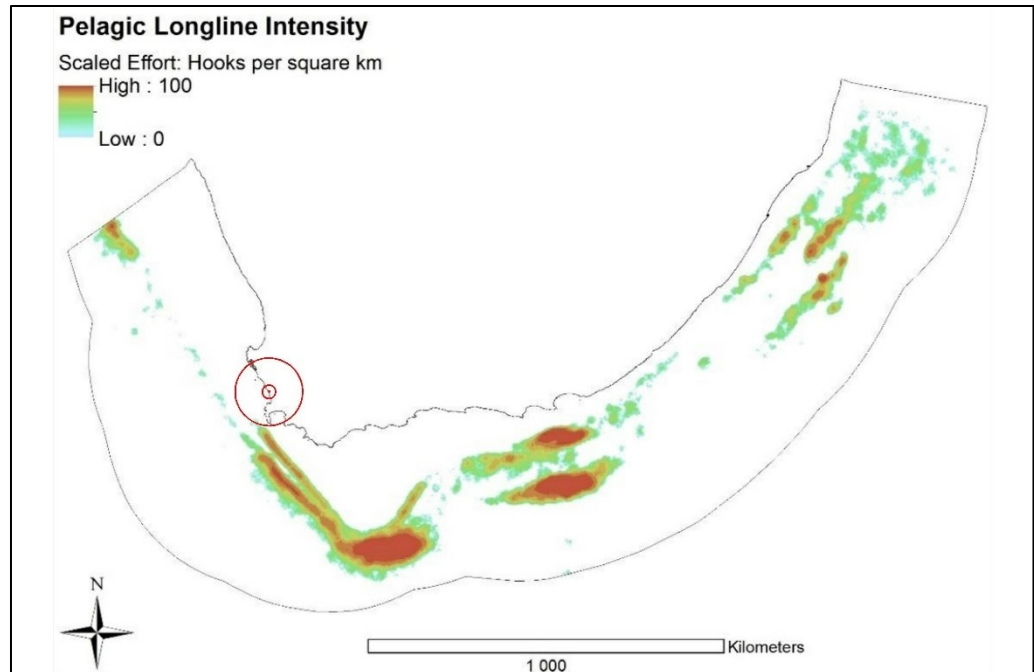 Pelagic Longline Intensity
Scaled Effort: Hooks per square km
High : 100
Low : 0
N
Kilometers
1 000